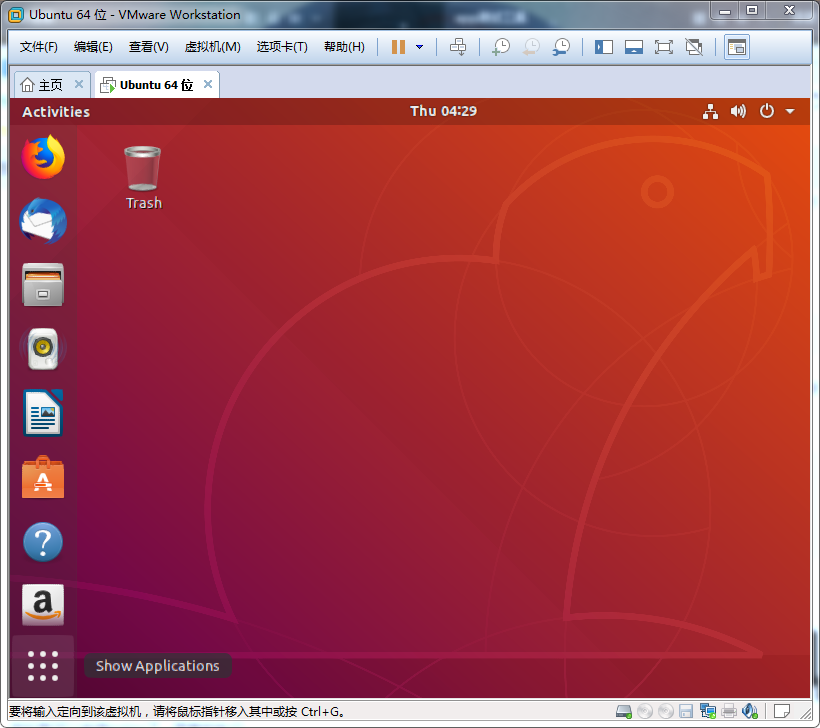 Ubuntu 64 位 - VMware Workstation
文件(F) 编辑(E) 查看(V) 虚拟机(M) 选项卡(T) 帮助(H)
主页 Ubuntu 64 位
Activities Thu 04:29
Trash
A
?
a
Show Applications
要将输入定向到该虚拟机，请将鼠标指针移入其中或按 Ctrl+G。